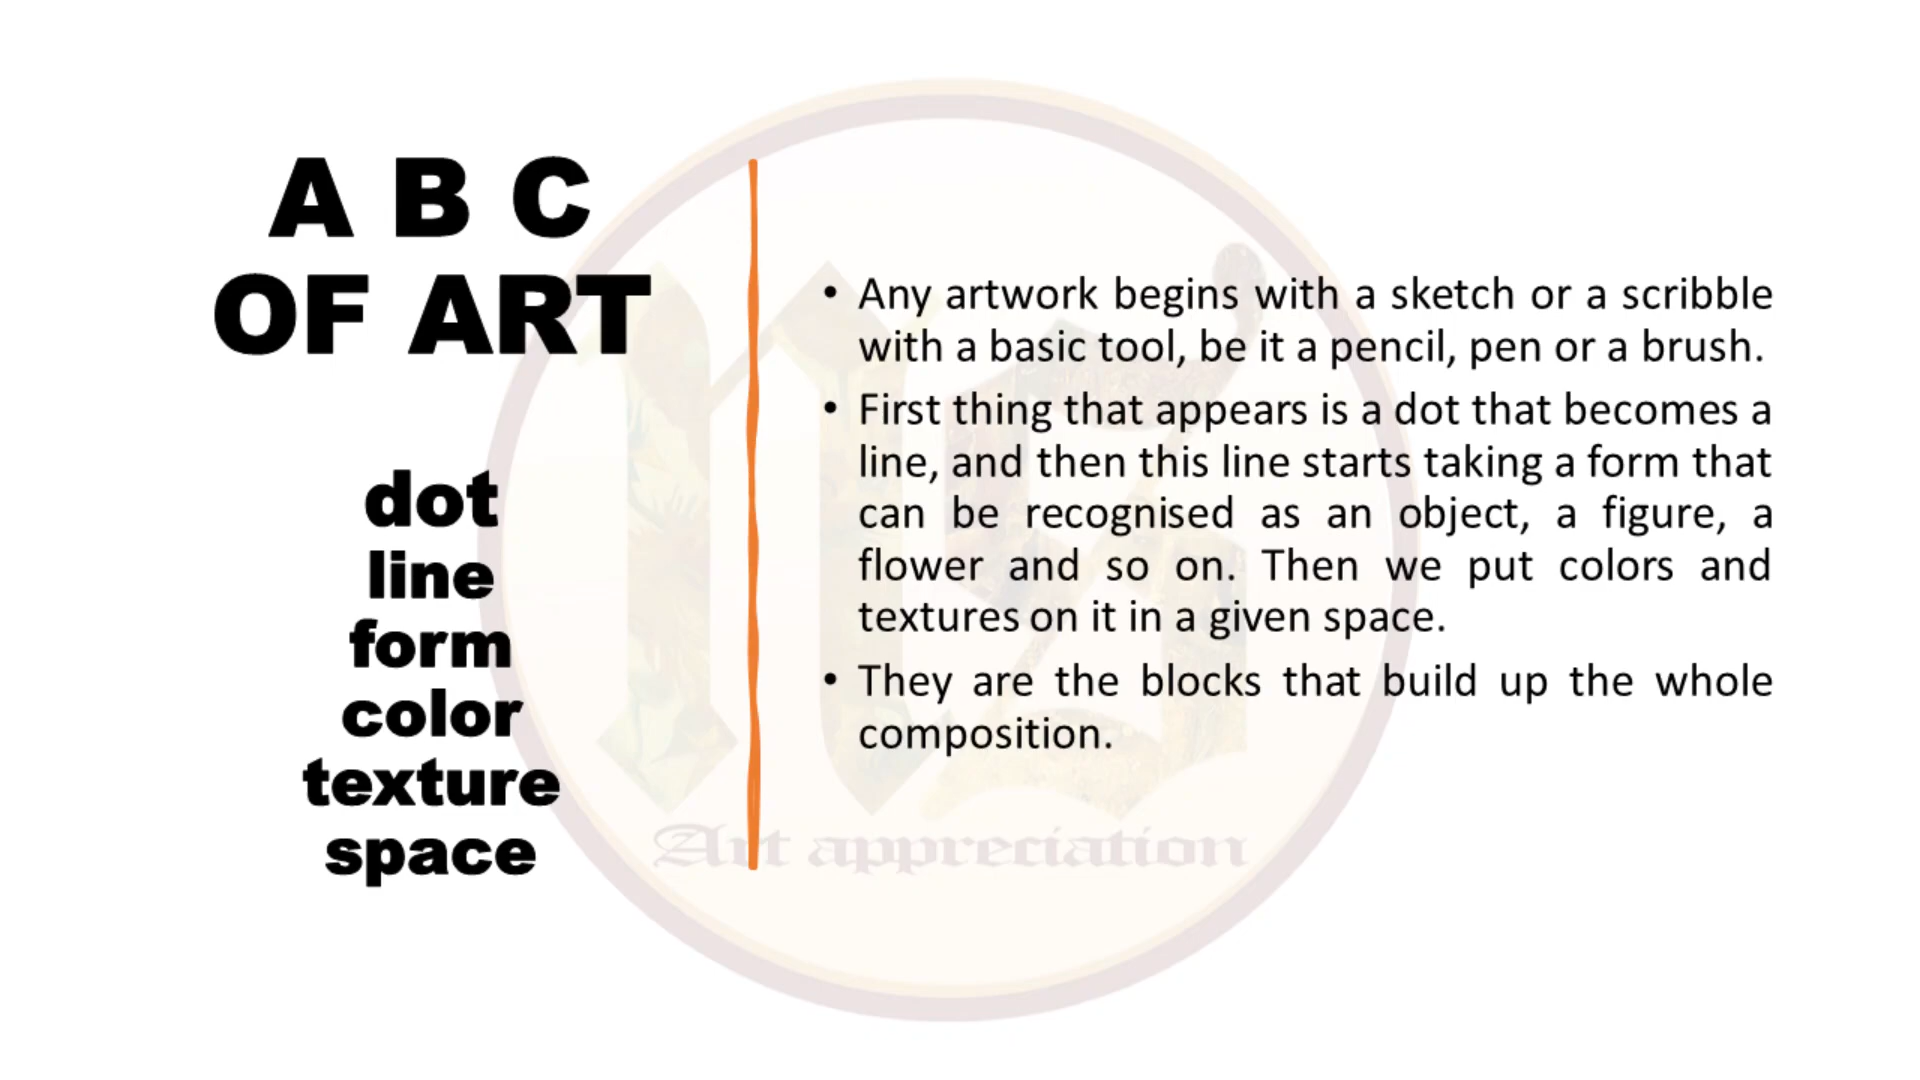 A B C
OF ART
dot
line
form
color
texture
space
• Any artwork begins with a sketch or a scribble
with a basic tool, be it a pencil, pen or a brush.
• First thing that appears is a dot that becomes a
line, and then this line starts taking a form that
can be recognised as an object, a figure, a
flower and so on. Then we put colors and
textures on it in a given space.
• They are the blocks that build up the whole
composition.
Art appreciation